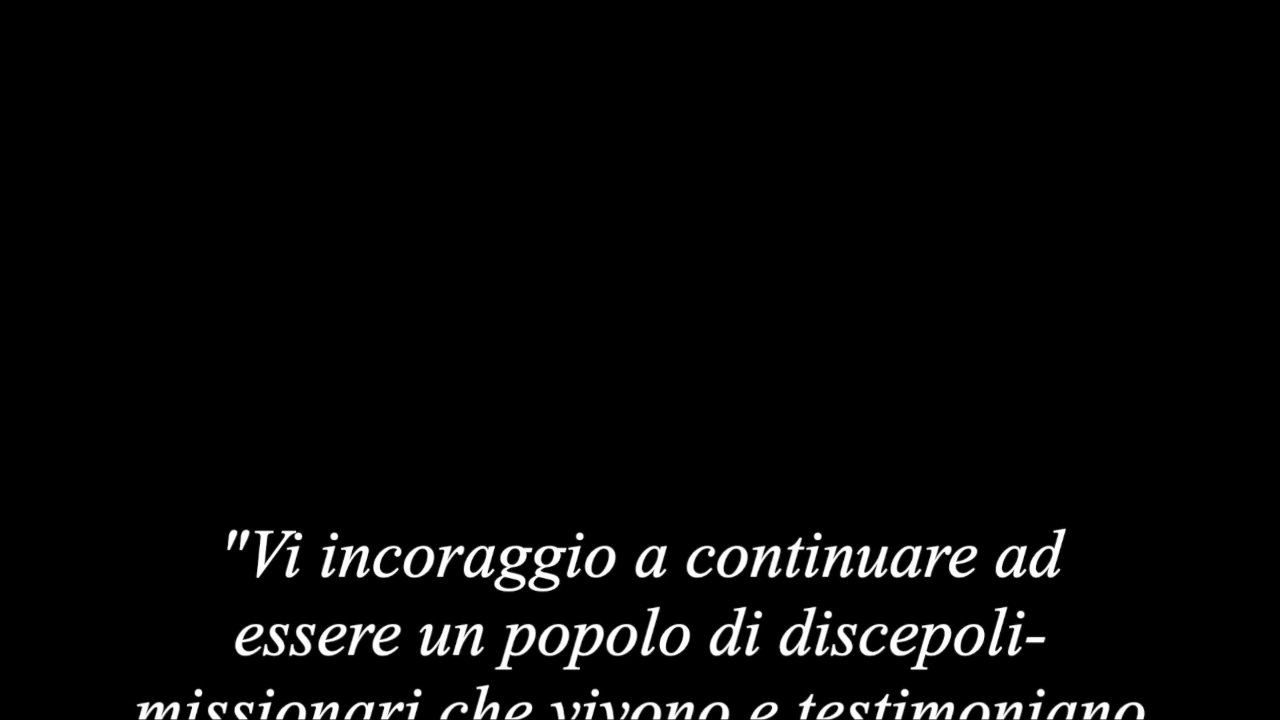 "Vi incoraggio a continuare ad
essere un popolo di discepoli-
missionari che vivono e testimoniano